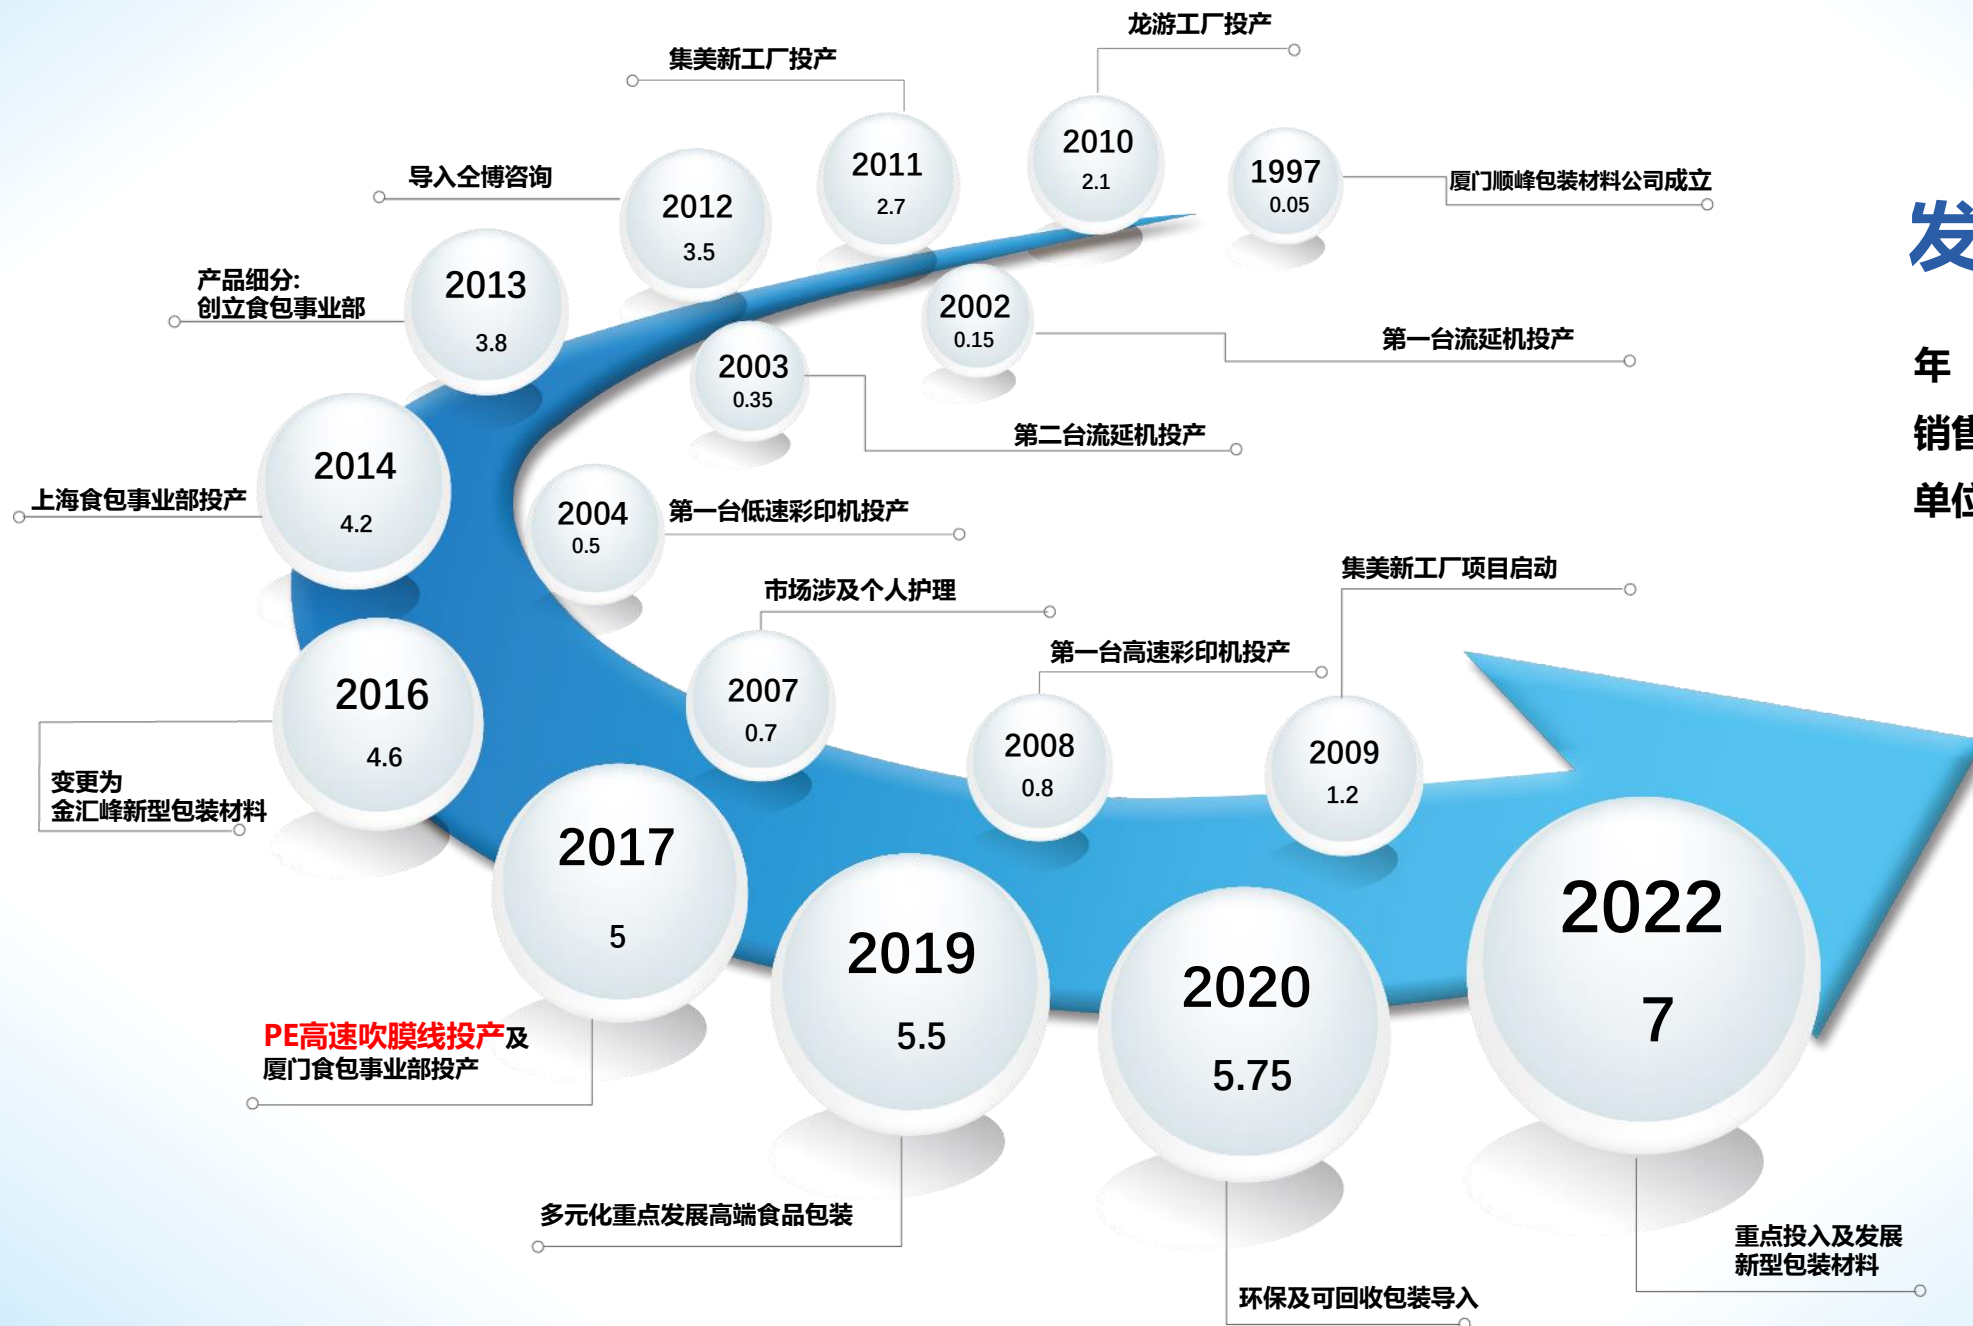 龙游工厂投产
集美新工厂投产
2010
2.1
2011
2.7
1997
0.05
厦门顺峰包装材料公司成立
导入仝博咨询
2012
3.5
发
产品细分:
创立食包事业部
2013
3.8
2002
0.15
第一台流延机投产
年
2003
0.35
第二台流延机投产
销售
单位
2014
4.2
上海食包事业部投产
2004
0.5
第一台低速彩印机投产
集美新工厂项目启动
市场涉及个人护理
第一台高速彩印机投产
2016
4.6
2007
0.7
2008
0.8
2009
1.2
变更为
金汇峰新型包装材料
2017
5
2019
5.5
2020
5.75
2022
7
PE高速吹膜线投产及
厦门食包事业部投产
多元化重点发展高端食品包装
环保及可回收包装导入
重点投入及发展
新型包装材料